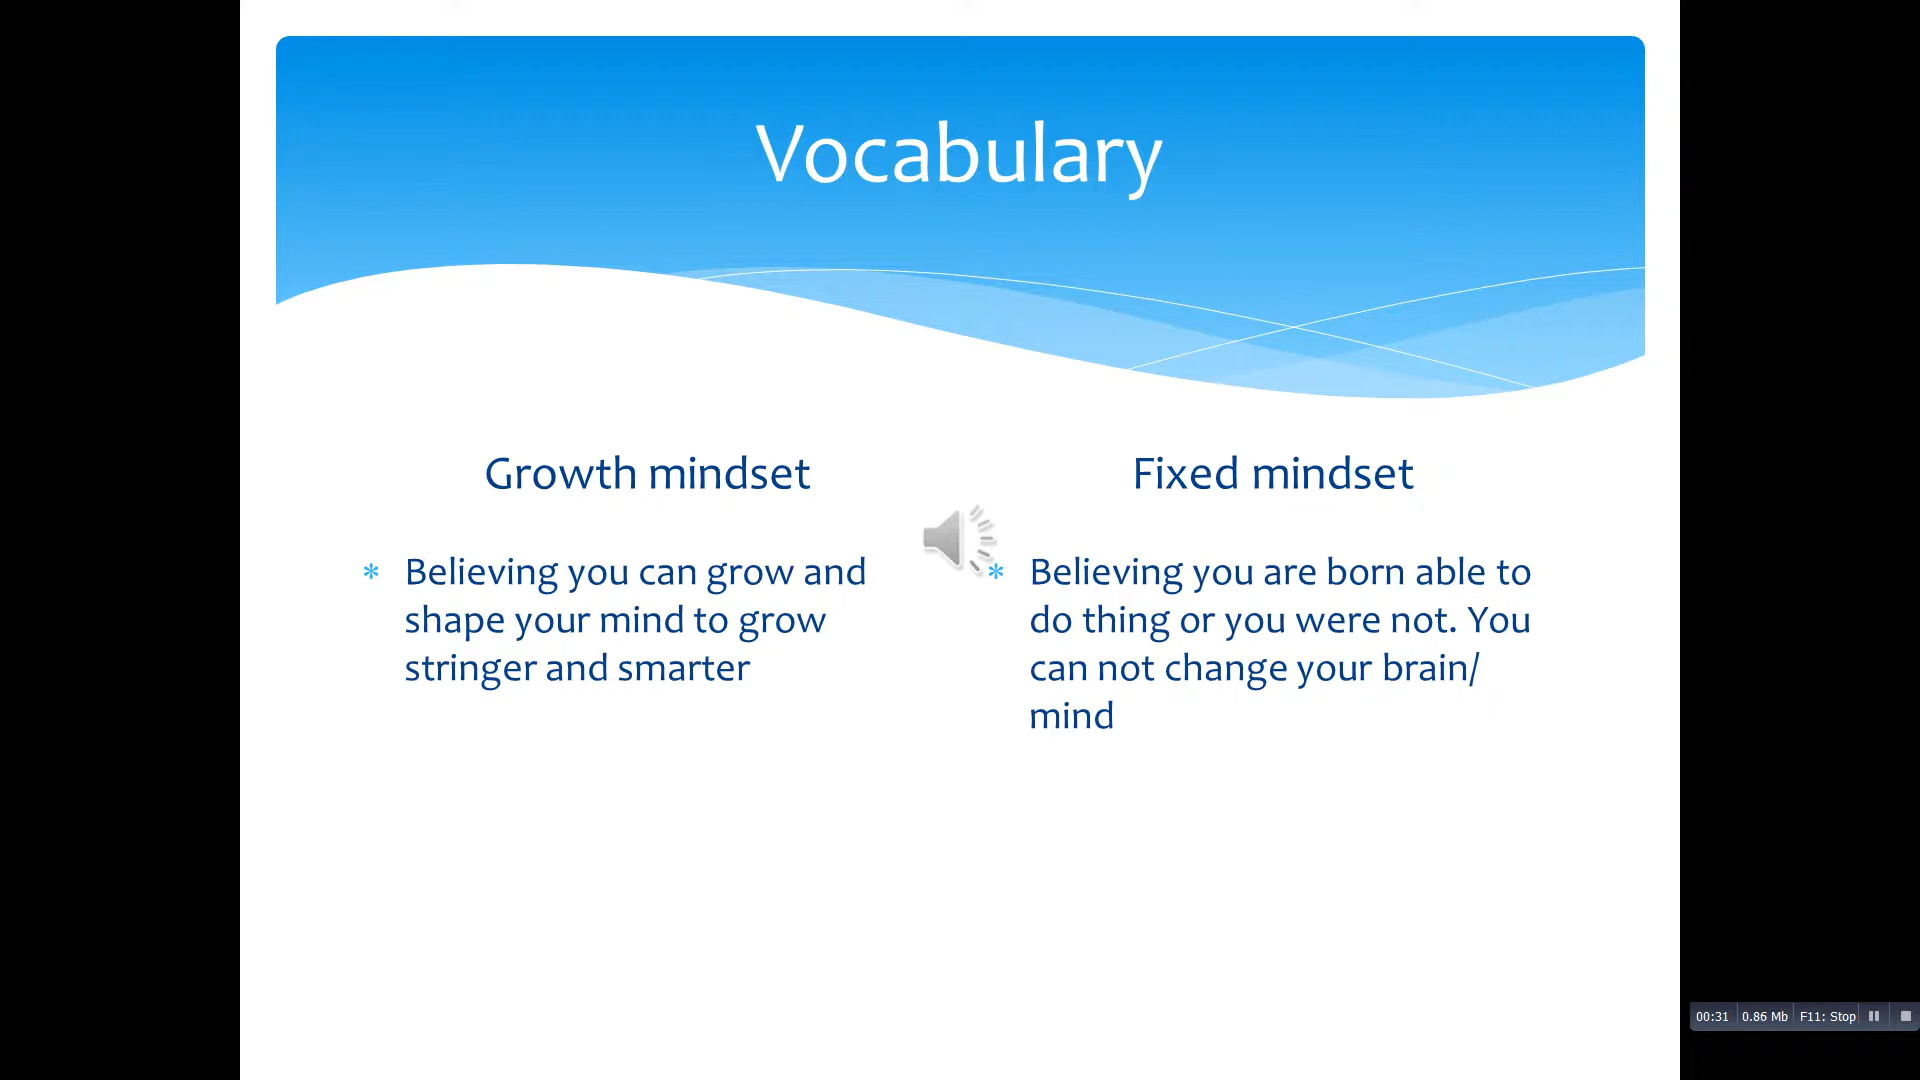 Vocabulary
Growth mindset
* Believing you can grow and
shape your mind to grow
stringer and smarter
Fixed mindset
* Believing you are born able to
do thing or you were not. You
can not change your brain/
mind
00:31 0.86 Mb F11: Stop